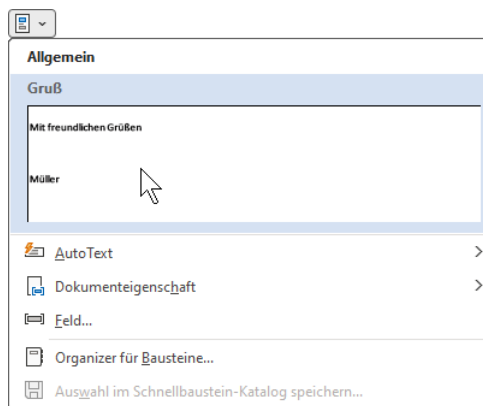 Allgemein
Gruß
Mit freundlichen Grüßen
Müller
AutoText
Dokumenteigenschaft
Feld...
Organizer für Bausteine...
Auswahl im Schnellbaustein-Katalog speichern...